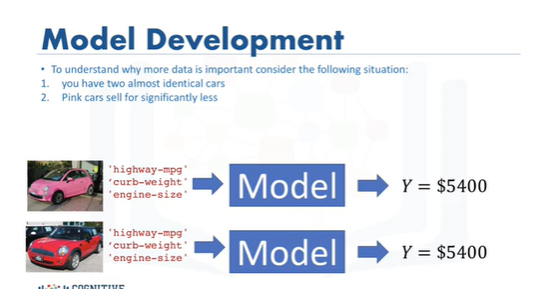 Model Development
• To understand why more data is important consider the following situation:
1. you have two almost identical cars
2. Pink cars sell for significantly less
'highway-mpg'
'curb-weight'
'engine-size'
Model
Y = $5400
'highway-mpg'
'curb-weight'
'engine-size'
Model
Y = $5400
COGNITIVE